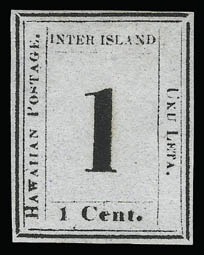 INTER ISLAND
HAWAIIAN POSTAGE.
1
UKU LETA.
1 Cent.